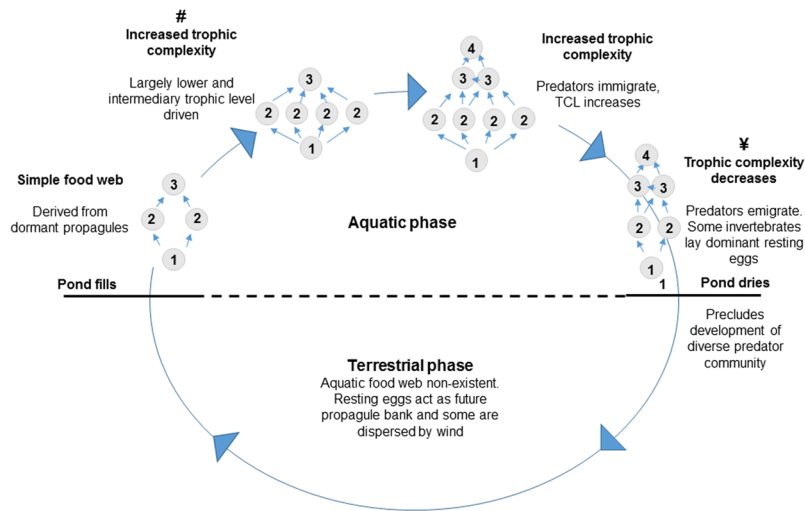 #
Increased trophic
complexity
Largely lower and
intermediary trophic level
driven
3
2 2 2 2
1
4
3 3
2 2 2 2
1
Increased trophic
complexity
Predators immigrate,
TCL increases
Simple food web
Derived from
dormant propagules
3
2 2
1
Aquatic phase
4
3 3
2 2
1
1
¥
Trophic complexity
decreases
Predators emigrate.
Some invertebrates
lay dominant resting
eggs
Pond fills
Pond dries
Precludes
development of
diverse predator
community
Terrestrial phase
Aquatic food web non-existent.
Resting eggs act as future
propagule bank and some are
dispersed by wind